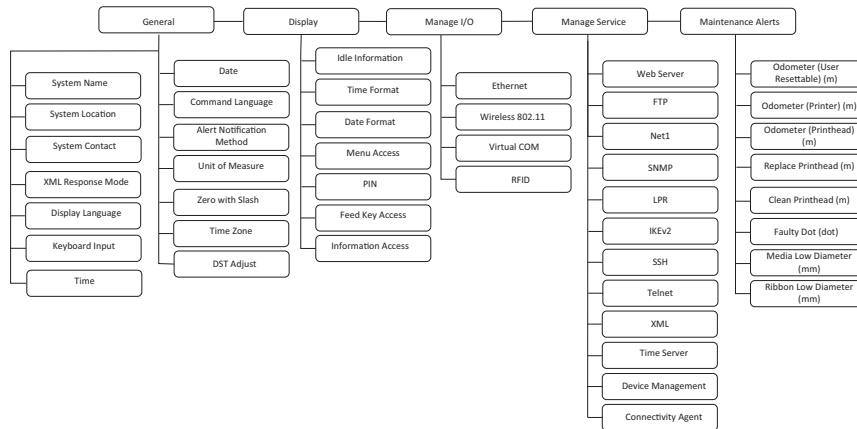 General
Display
Manage I/O
Manage Service
Maintenance Alerts
System Name
System Location
System Contact
XML Response Mode
Display Language
Keyboard Input
Time
Date
Command Language
Alert Notification
Method
Unit of Measure
Zero with Slash
Time Zone
DST Adjust
Idle Information
Time Format
Date Format
Menu Access
PIN
Feed Key Access
Information Access
Ethernet
Wireless 802.11
Virtual COM
RFID
Web Server
FTP
Net1
SNMP
LPR
IKEv2
SSH
Telnet
XML
Time Server
Device Management
Connectivity Agent
Odometer (User
Resettable) (m)
Odometer (Printer) (m)
Odometer (Printhead)
(m)
Replace Printhead (m)
Clean Printhead (m)
Faulty Dot (dot)
Media Low Diameter
(mm)
Ribbon Low Diameter
(mm)